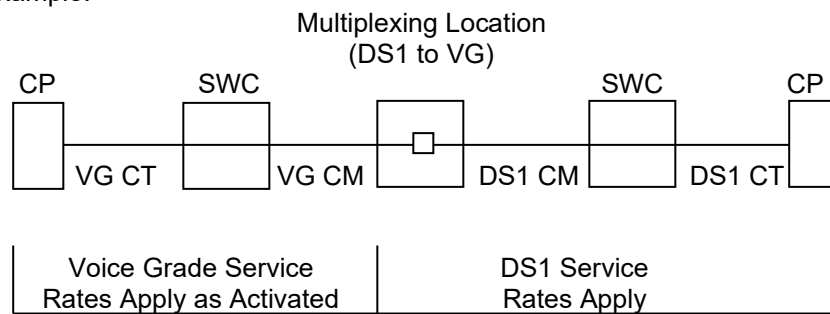 Multiplexing Location
(DS1 to VG)
CP SWC SWC CP
VG CT VG CM DS1 CM DS1 CT
Voice Grade Service DS1 Service
Rates Apply as Activated Rates Apply